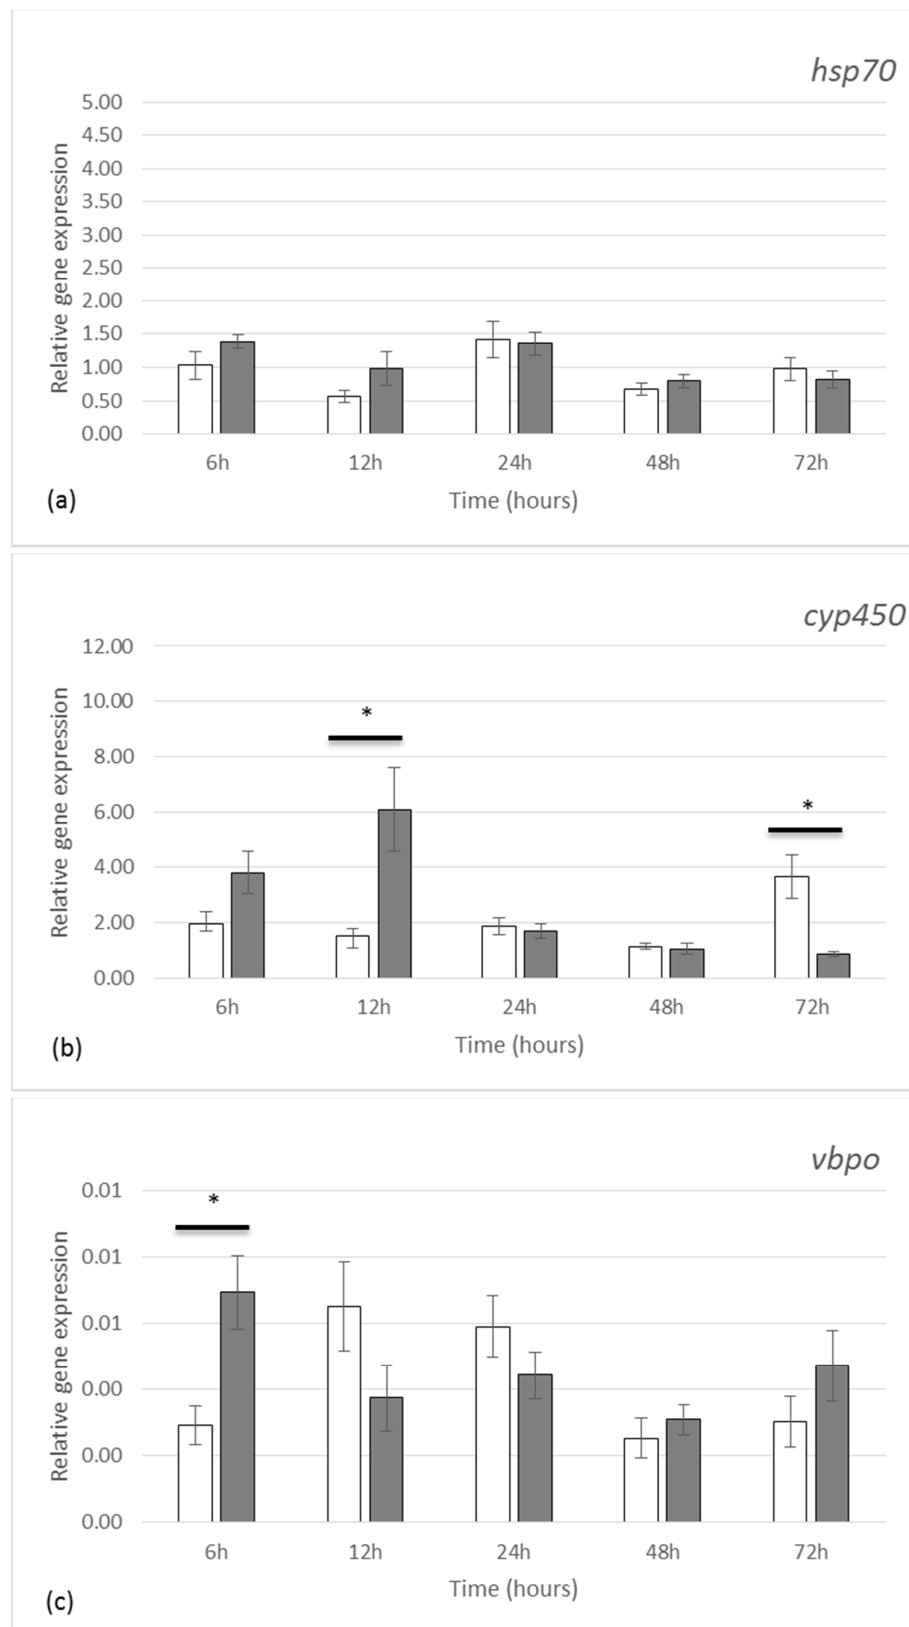 hsp70
5.00
4.50
4.00
3.50
3.00
2.50
2.00
1.50
1.00
0.50
0.00
Relative gene expression
6h 12h 24h 48h 72h
Time (hours)
(a)
cyp450
12.00
10.00
8.00
6.00
4.00
2.00
0.00
Relative gene expression
*
*
6h 12h 24h 48h 72h
Time (hours)
(b)
vbpo
0.01
0.01
0.01
0.00
0.00
0.00
Relative gene expression
*
6h 12h 24h 48h 72h
Time (hours)
(c)